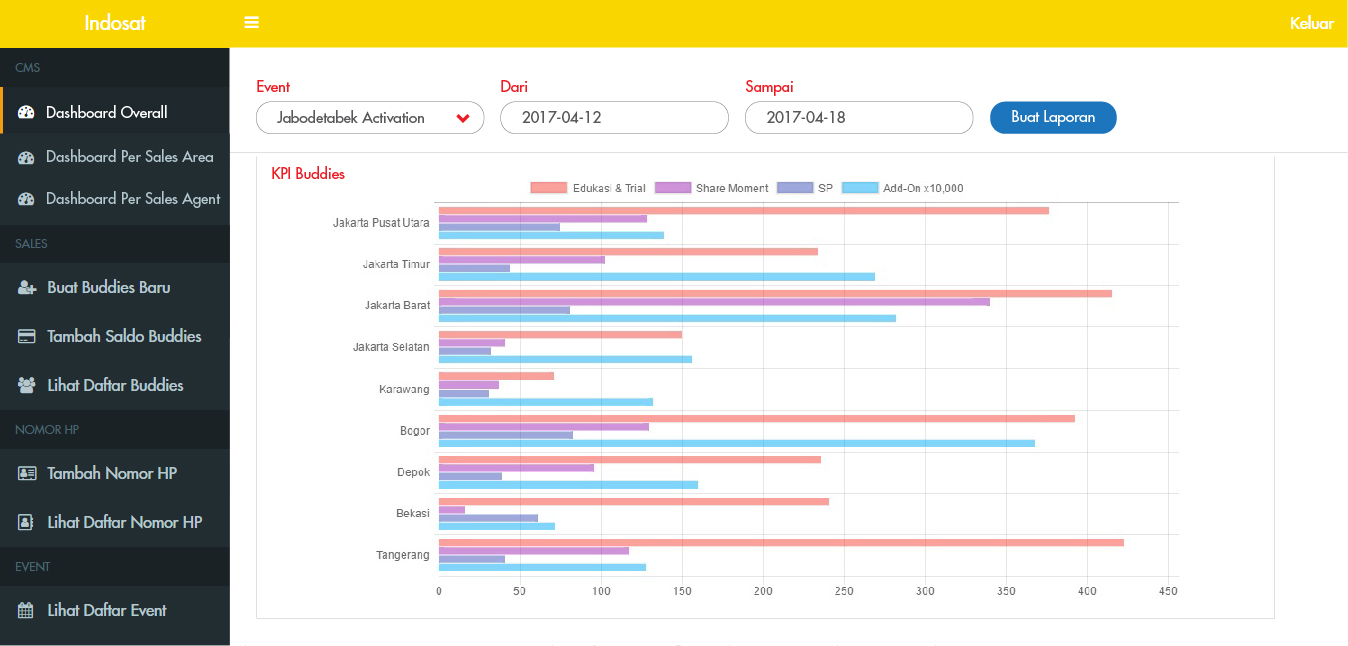 Indosat
Keluar
CMS
Dashboard Overall
Dashboard Per Sales Area
Dashboard Per Sales Agent
SALES
Buat Buddies Baru
Tambah Saldo Buddies
Lihat Daftar Buddies
NOMOR HP
Tambah Nomor HP
Lihat Daftar Nomor HP
EVENT
Lihat Daftar Event
Event Dari Sampai
Jabodetabek Activation 2017-04-12 2017-04-18 Buat Laporan
KPI Buddies
Edukasi & Trial Share Moment SP Add-On x10,000
Jakarta Pusat Utara
Jakarta Timur
Jakarta Barat
Jakarta Selatan
Karawang
Bogor
Depok
Bekasi
Tangerang
0 50 100 150 200 250 300 350 400 450